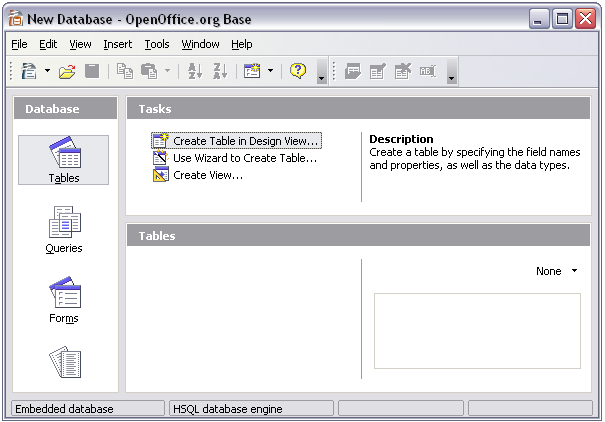 New Database - OpenOffice.org Base
File Edit View Insert Tools Window Help
Database
Tables
Queries
Forms
Tasks
Create Table in Design View...
Use Wizard to Create Table...
Create View...
Description
Create a table by specifying the field names
and properties, as well as the data types.
Tables
None
Embedded database
HSQL database engine